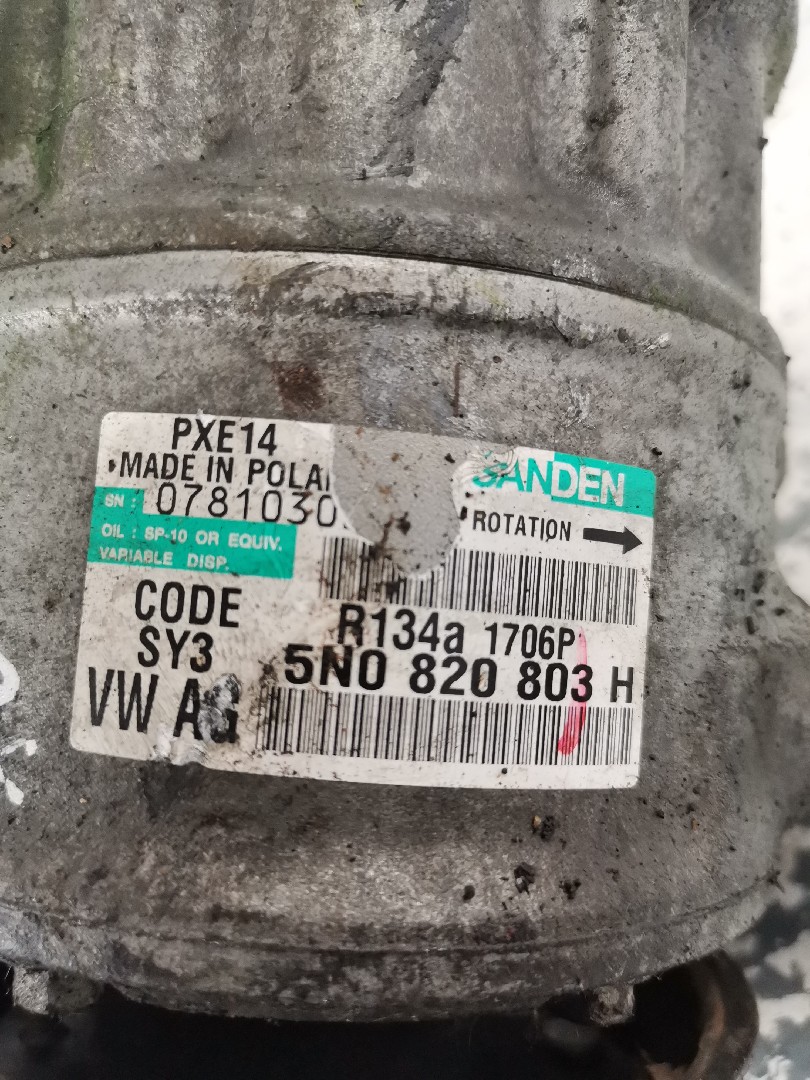 PXE14
MADE IN POLA
SANDEN
SN : 0781030
ROTATION
OIL : SP-10 OR EQUIV.
VARIABLE DISP.
CODE
SY3
R134a 1706P
5N0 820 803 H
VW AG